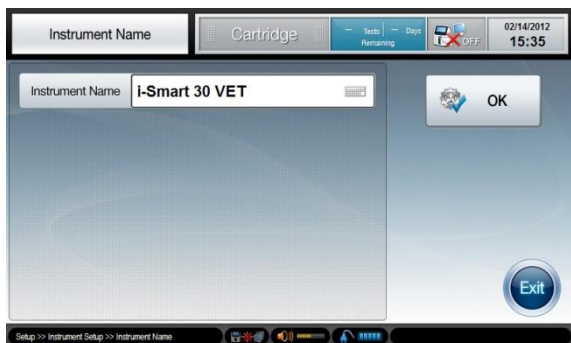 Instrument Name
Cartridge
– Tests – Days
Remaining
OFF
02/14/2012
15:35
Instrument Name i-Smart 30 VET
OK
Exit
Setup >> Instrument Setup >> Instrument Name